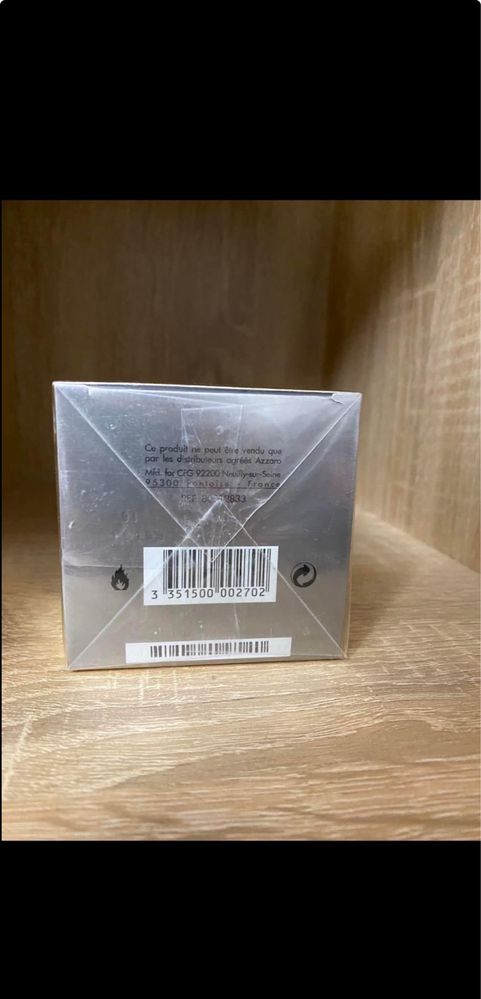 Ce produit ne peut être vendu que
par les distributeurs agréés Azzaro
Mfd. for CFG 92200 Neuilly-sur-Seine
95300 Pontoise - France
REF.
3 351500 002702